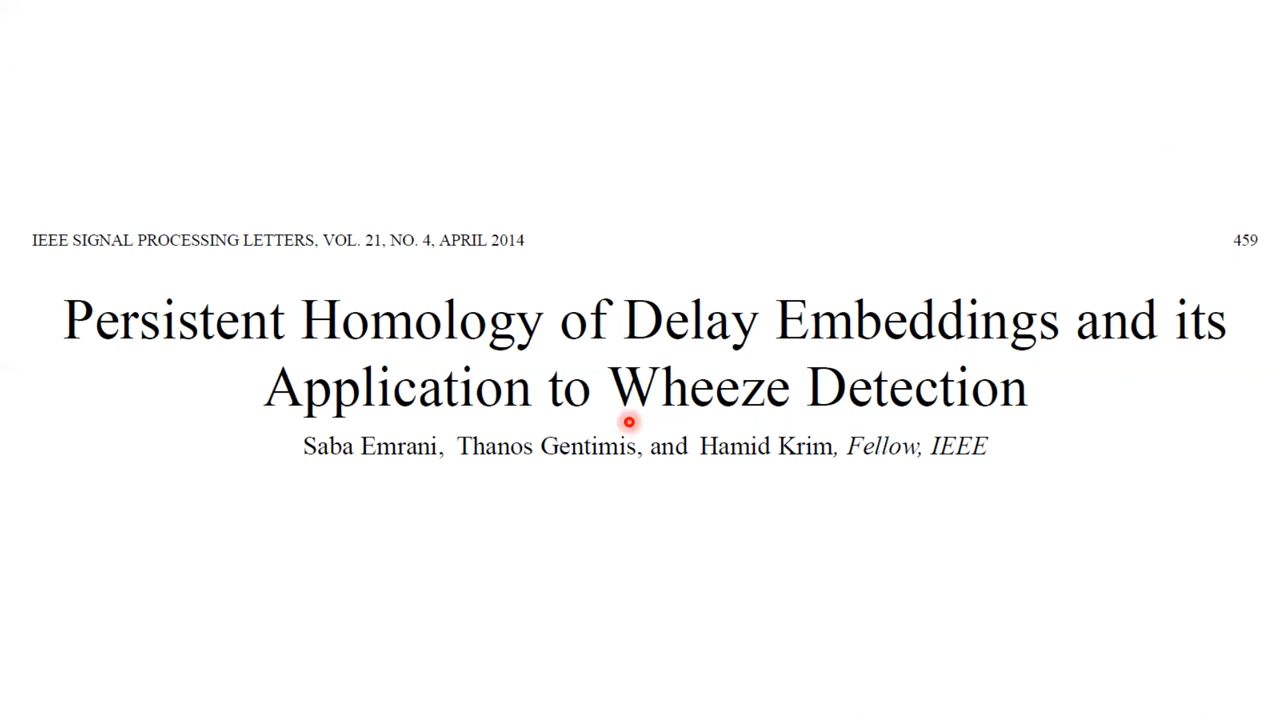 IEEE SIGNAL PROCESSING LETTERS, VOL. 21, NO. 4, APRIL 2014 459
Persistent Homology of Delay Embeddings and its
Application to Wheeze Detection
Saba Emrani, Thanos Gentimis, and Hamid Krim, Fellow, IEEE